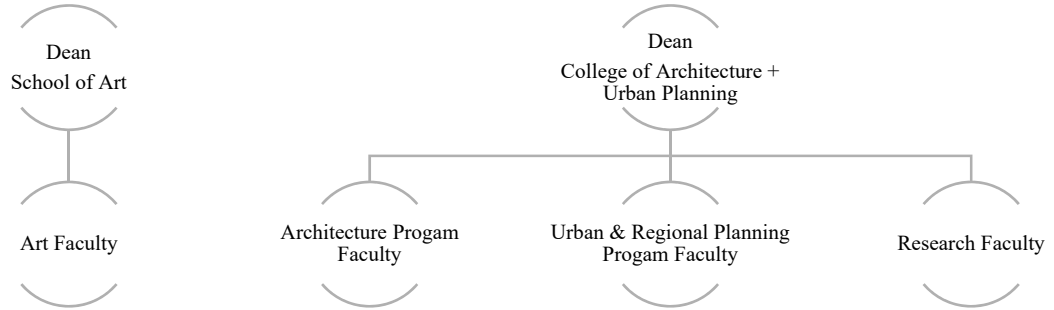 Dean
School of Art
Dean
College of Architecture +
Urban Planning
Art Faculty
Architecture Progam
Faculty
Urban & Regional Planning
Progam Faculty
Research Faculty